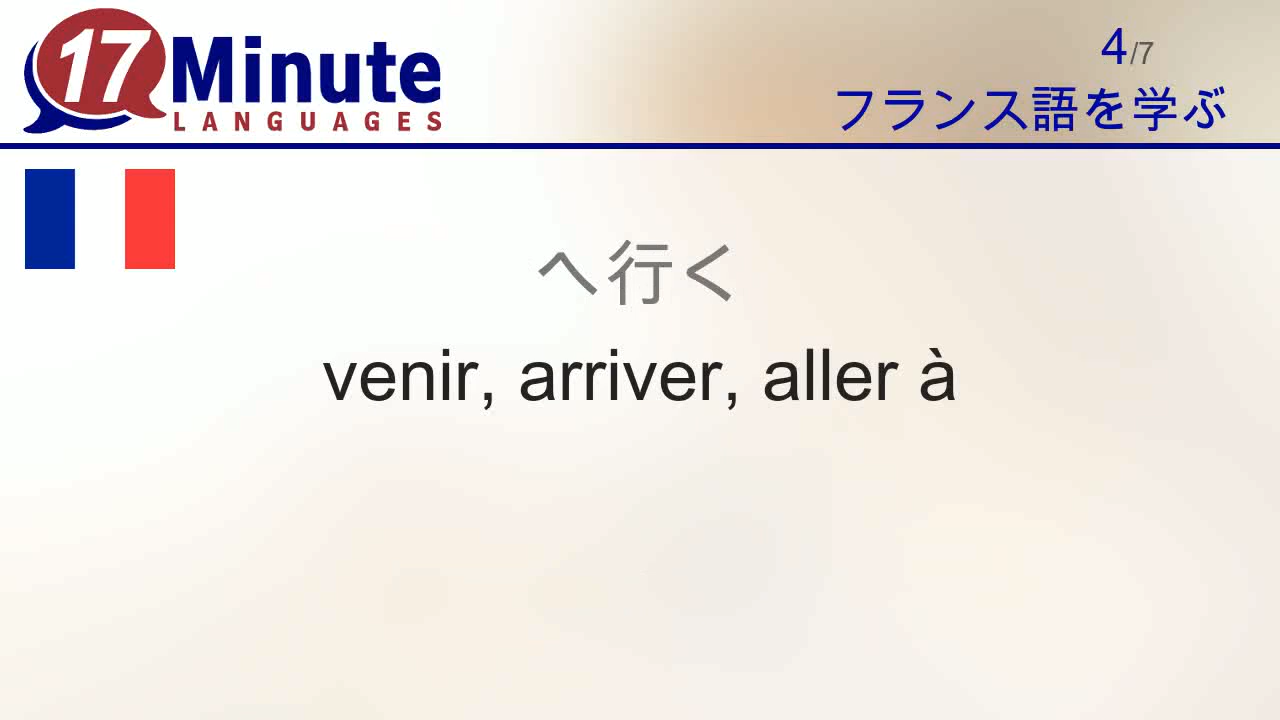 17 Minute
LANGUAGES
4/7
フランス語を学ぶ
へ行く
venir, arriver, aller à